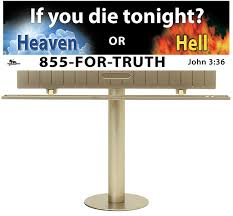 If you die tonight?
Heaven OR Hell
855-FOR-TRUTH John 3:36